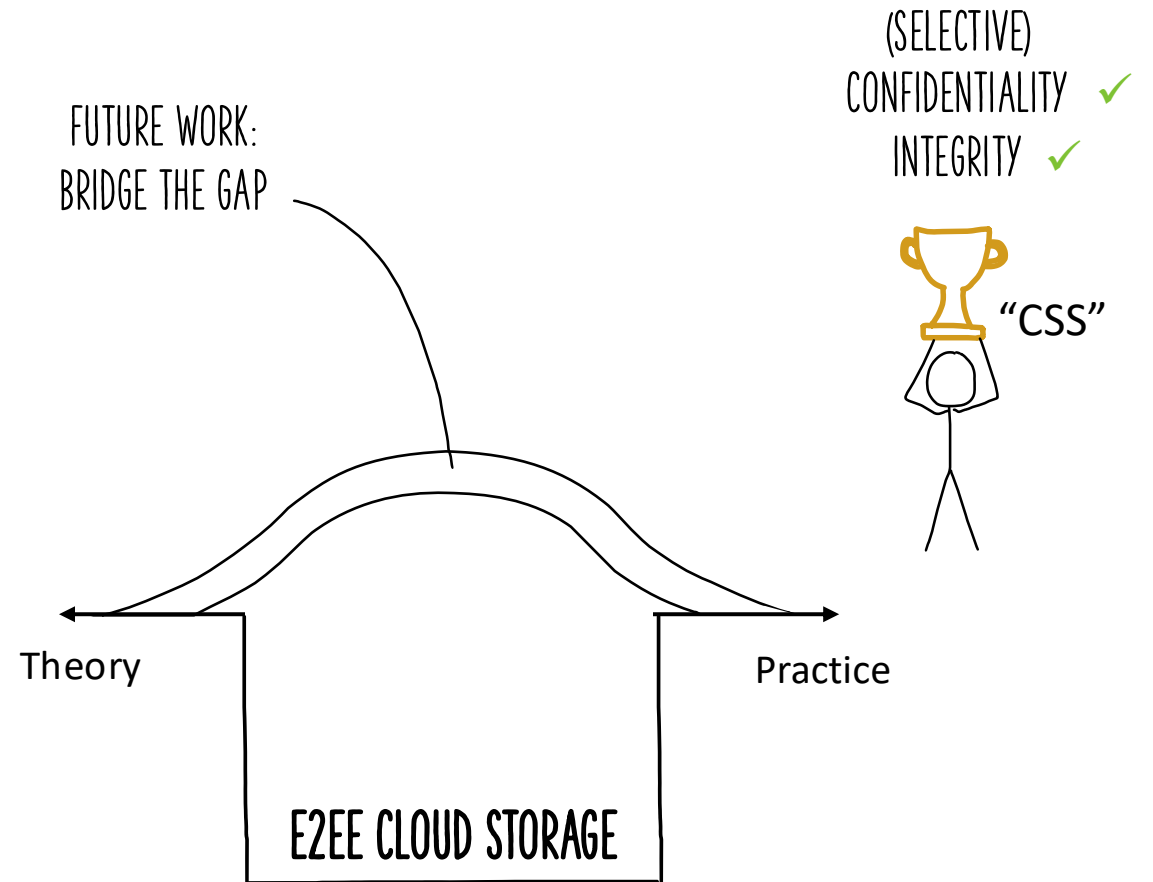 (SELECTIVE)
CONFIDENTIALITY ✓
INTEGRITY ✓
FUTURE WORK:
BRIDGE THE GAP
“CSS”
Theory
Practice
E2EE CLOUD STORAGE